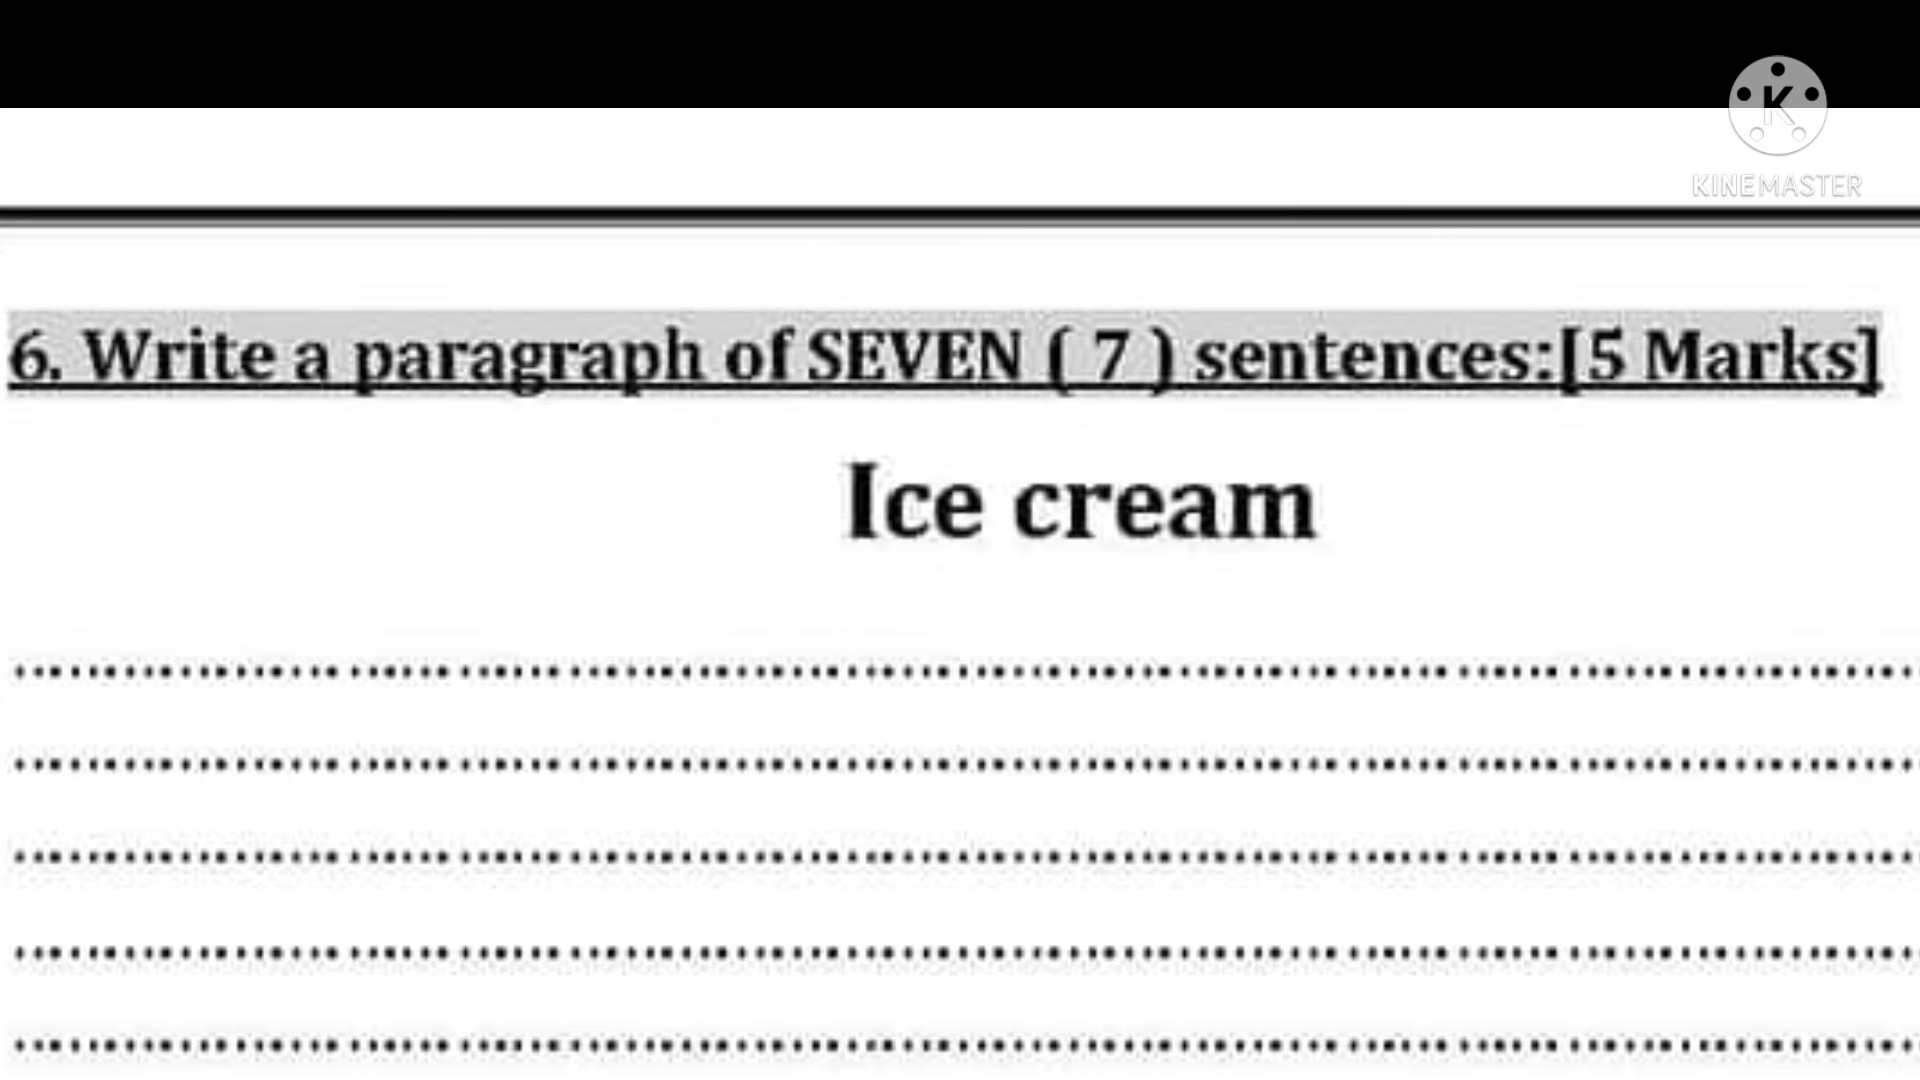 K
KINEMASTER
6. Write a paragraph of SEVEN ( 7 ) sentences:[5 Marks]
Ice cream